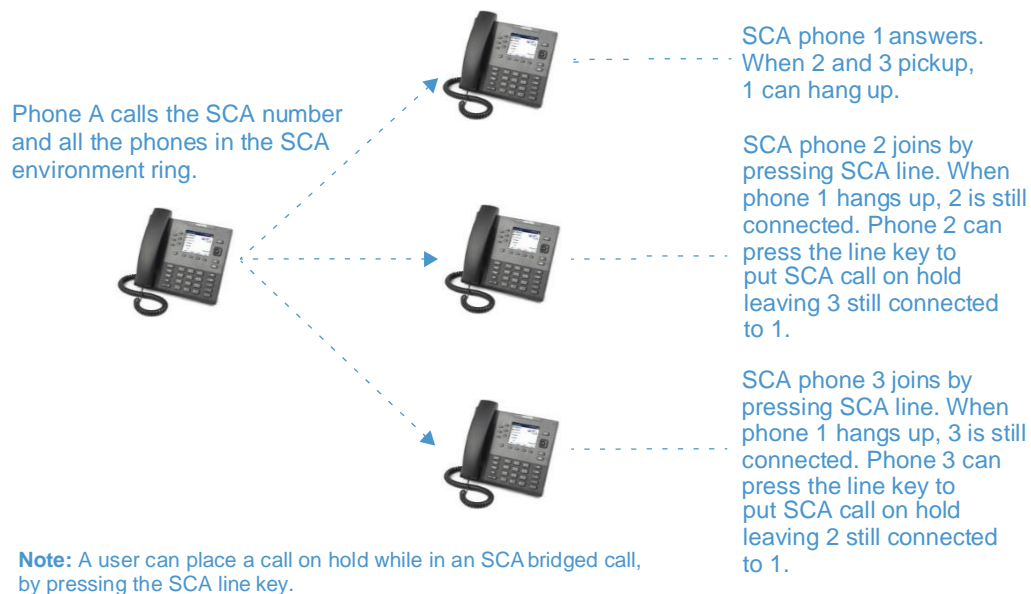 Phone A calls the SCA number
and all the phones in the SCA
environment ring.
SCA phone 1 answers.
When 2 and 3 pickup,
1 can hang up.
SCA phone 2 joins by
pressing SCA line. When
phone 1 hangs up, 2 is still
connected. Phone 2 can
press the line key to
put SCA call on hold
leaving 3 still connected
to 1.
SCA phone 3 joins by
pressing SCA line. When
phone 1 hangs up, 3 is still
connected. Phone 3 can
press the line key to
put SCA call on hold
leaving 2 still connected
to 1.
Note: A user can place a call on hold while in an SCA bridged call,
by pressing the SCA line key.